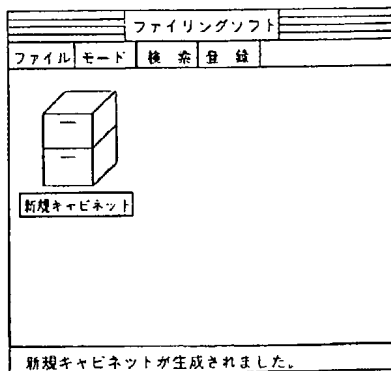 ファイリングソフト
ファイル モード 検索 登録
新規キャビネット
新規キャビネットが生成されました。